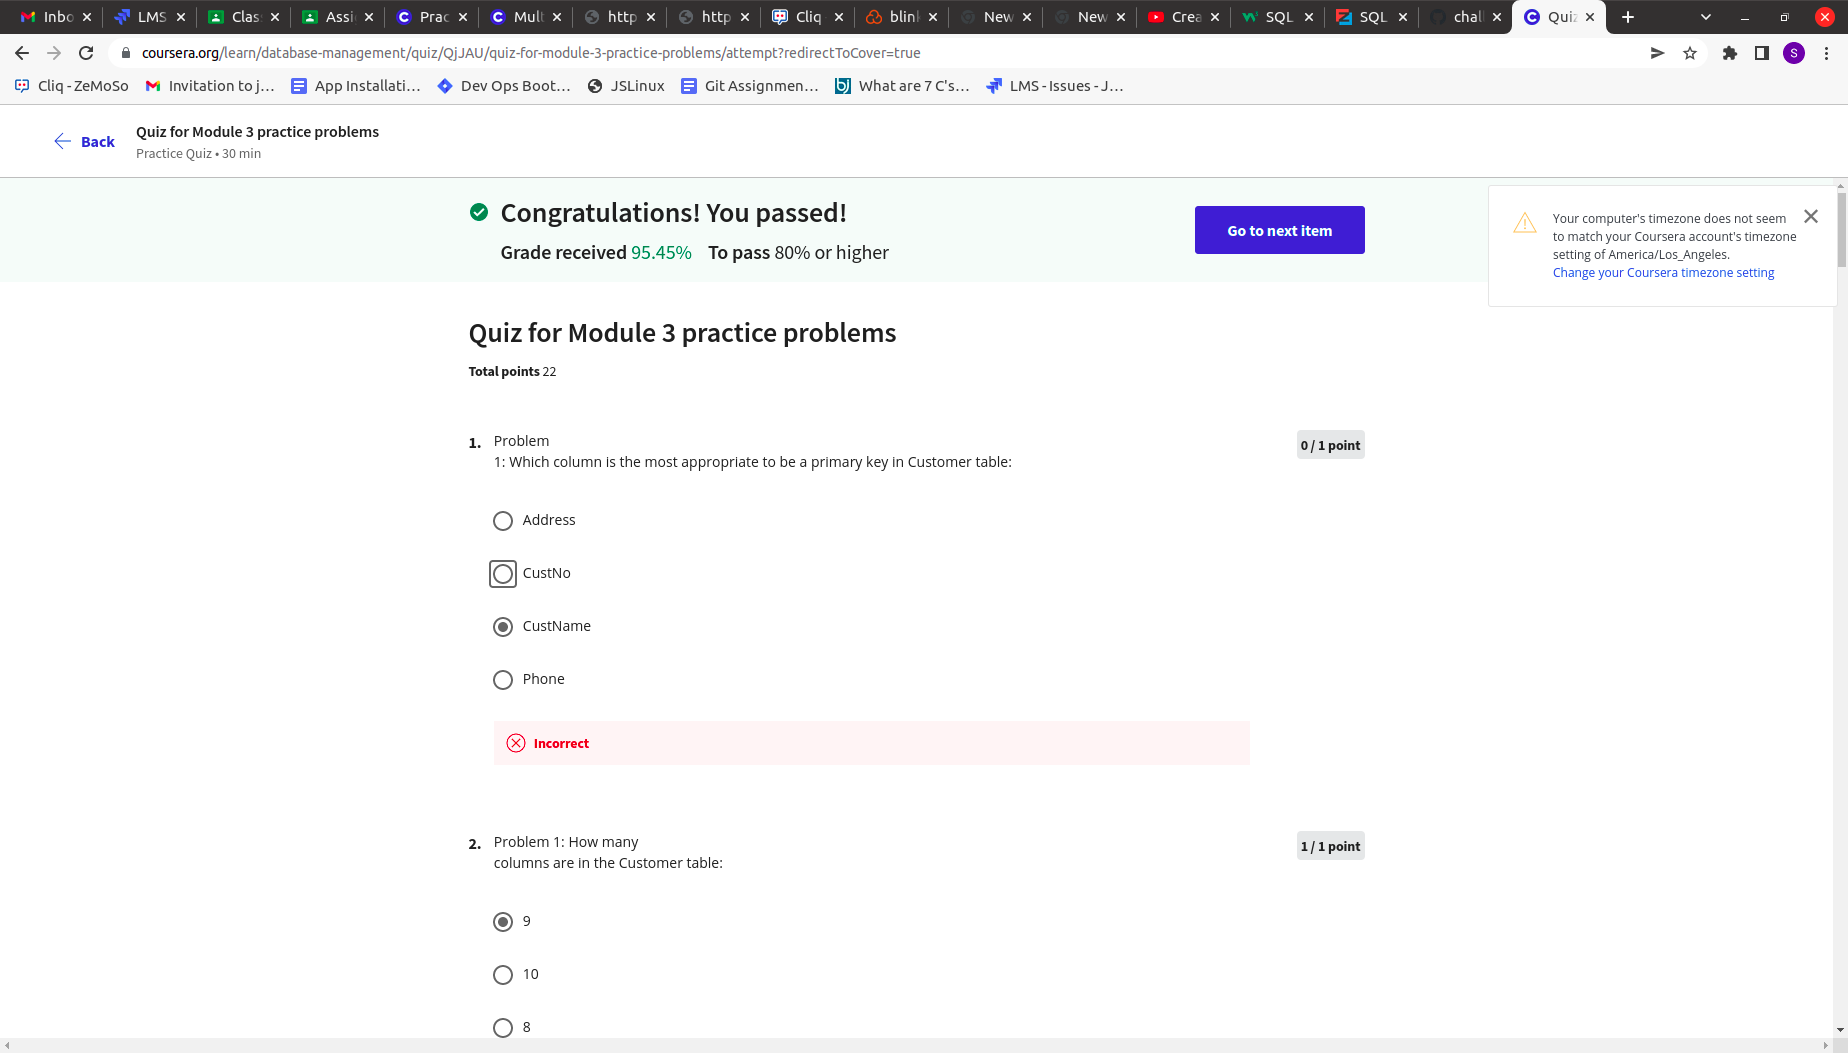 Inbo
LMS
Clas
Assi
Prac
Mult
http
http
Cliq
blin
New
New
Crea
SQL
SQL
chal
Quiz
coursera.org/learn/database-management/quiz/QjJAU/quiz-for-module-3-practice-problems/attempt?redirectToCover=true
S
Cliq - ZeMoSo
Invitation to j...
App Installati...
Dev Ops Boot...
JSLinux
Git Assignmen...
What are 7 C's...
LMS - Issues - J...
Back
Quiz for Module 3 practice problems
Practice Quiz • 30 min
Congratulations! You passed!
Grade received 95.45% To pass 80% or higher
Go to next item
Your computer's timezone does not seem
to match your Coursera account's timezone
setting of America/Los_Angeles.
Change your Coursera timezone setting
Quiz for Module 3 practice problems
Total points 22
1. Problem
1: Which column is the most appropriate to be a primary key in Customer table:
0 / 1 point
Address
CustNo
CustName
Phone
Incorrect
2. Problem 1: How many
columns are in the Customer table:
1 / 1 point
9
10
8